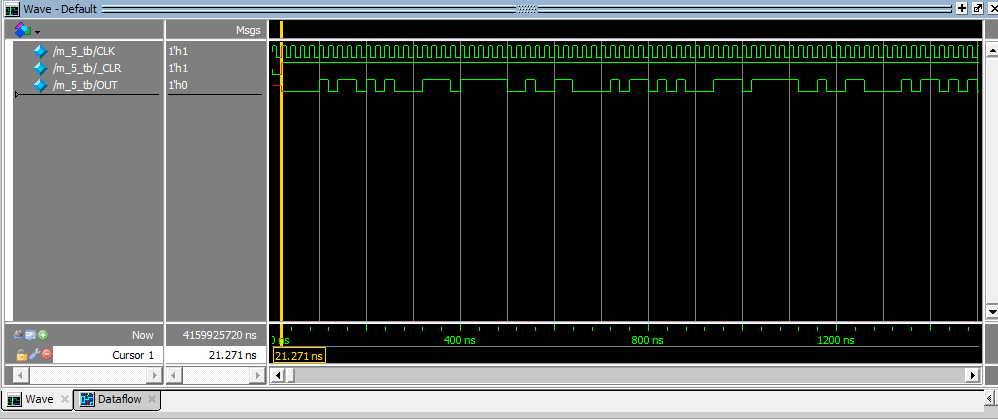 Wave - Default
Msgs
/m_5_tb/CLK 1'h1
/m_5_tb/_CLR 1'h1
/m_5_tb/OUT 1'h0
Now 4159925720 ns ns 400 ns 800 ns 1200 ns
Cursor 1 21.271 ns 21.271 ns
Wave Dataflow